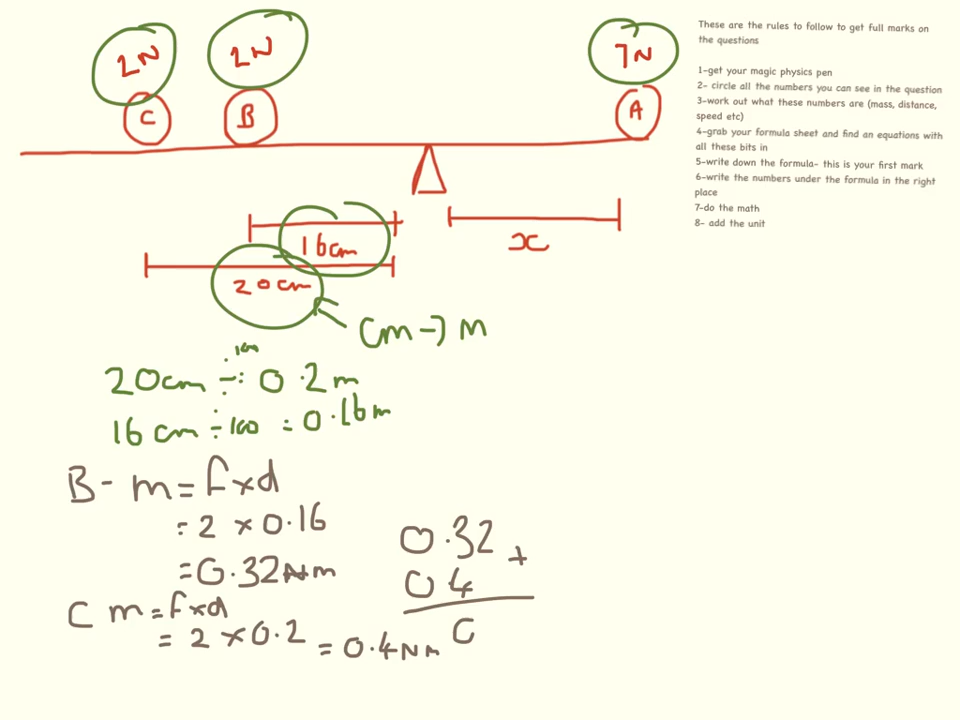 2N 2N 7N
C B A
16cm x
20cm
cm → m
÷100
20cm = 0.2m
16cm ÷100 = 0.16m
B- m=fxd
= 2 × 0.16
=0.32Nm
C m=fxd
= 2 × 0.2 = 0.4Nm
0.32 +
0 4
0
These are the rules to follow to get full marks on
the questions
1-get your magic physics pen
2- circle all the numbers you can see in the question
3-work out what these numbers are (mass, distance,
speed etc)
4-grab your formula sheet and find an equations with
all these bits in
5-write down the formula- this is your first mark
6-write the numbers under the formula in the right
place
7-do the math
8- add the unit